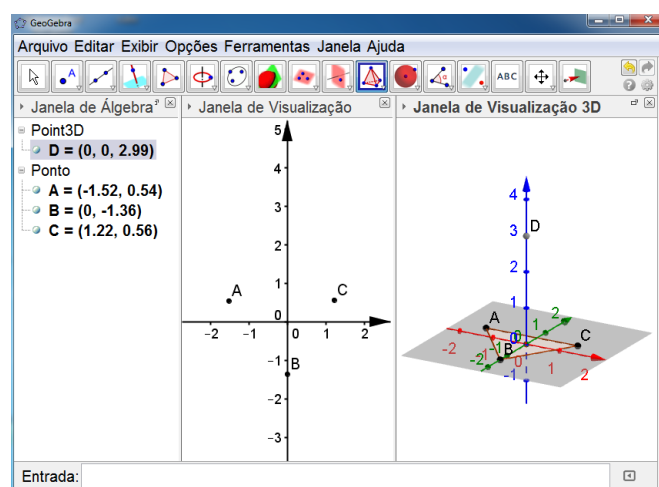 GeoGebra
Arquivo Editar Exibir Opções Ferramentas Janela Ajuda
A
α
ABC
Janela de Álgebra
Point3D
D = (0, 0, 2.99)
Ponto
A = (-1.52, 0.54)
B = (0, -1.36)
C = (1.22, 0.56)
Janela de Visualização
5
4
3
2
1
0
-2 -1 0 1 2
-1
-2
-3
A
C
B
Janela de Visualização 3D
4
3
D
2
1
2
A
1
C
0
0
-2
-1
-1
B
-2
0
1
2
-1
Entrada: